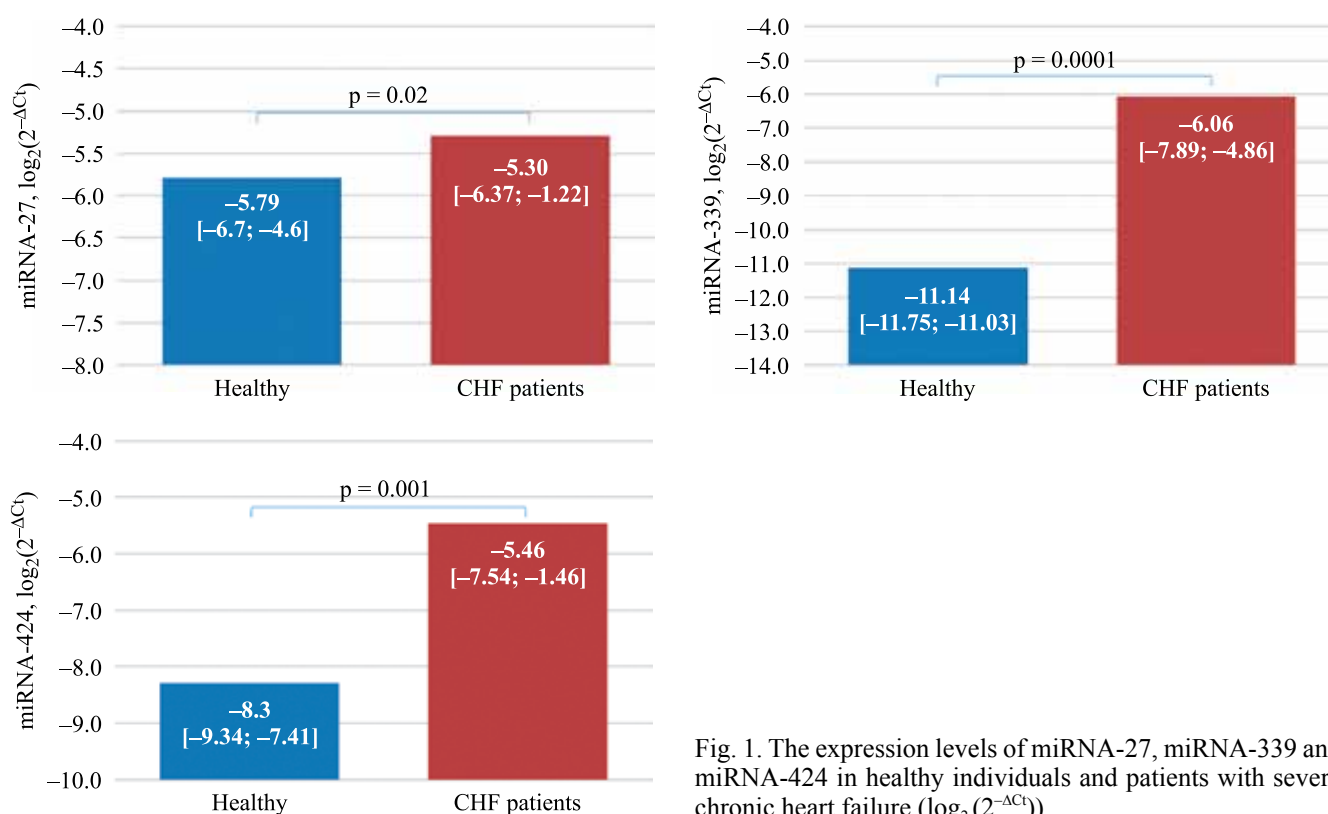 –4.0
–4.5
–5.0
–5.5
–6.0
–6.5
–7.0
–7.5
–8.0
miRNA-27, log₂(2^–ΔCt)
p = 0.02
–5.79
[–6.7; –4.6]
–5.30
[–6.37; –1.22]
Healthy
CHF patients
–4.0
–5.0
–6.0
–7.0
–8.0
–9.0
–10.0
–11.0
–12.0
–13.0
–14.0
miRNA-339, log₂(2^–ΔCt)
p = 0.0001
–11.14
[–11.75; –11.03]
–6.06
[–7.89; –4.86]
Healthy
CHF patients
–4.0
–5.0
–6.0
–7.0
–8.0
–9.0
–10.0
miRNA-424, log₂(2^–ΔCt)
p = 0.001
–8.3
[–9.34; –7.41]
–5.46
[–7.54; –1.46]
Healthy
CHF patients
Fig. 1. The expression levels of miRNA-27, miRNA-339 an
miRNA-424 in healthy individuals and patients with sever
chronic heart failure (log₂ (2^–ΔCt))